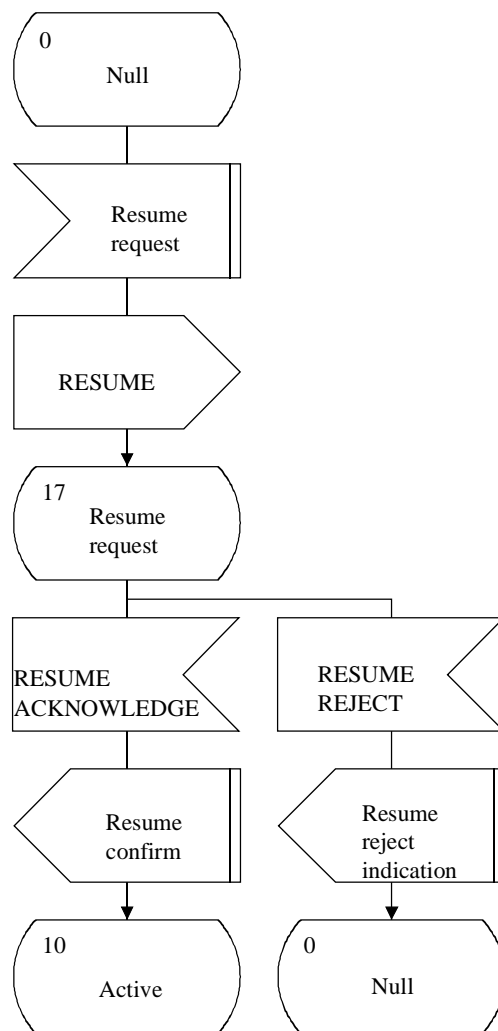 0
Null
Resume
request
RESUME
17
Resume
request
RESUME
ACKNOWLEDGE
RESUME
REJECT
Resume
confirm
Resume
reject
indication
10
Active
0
Null